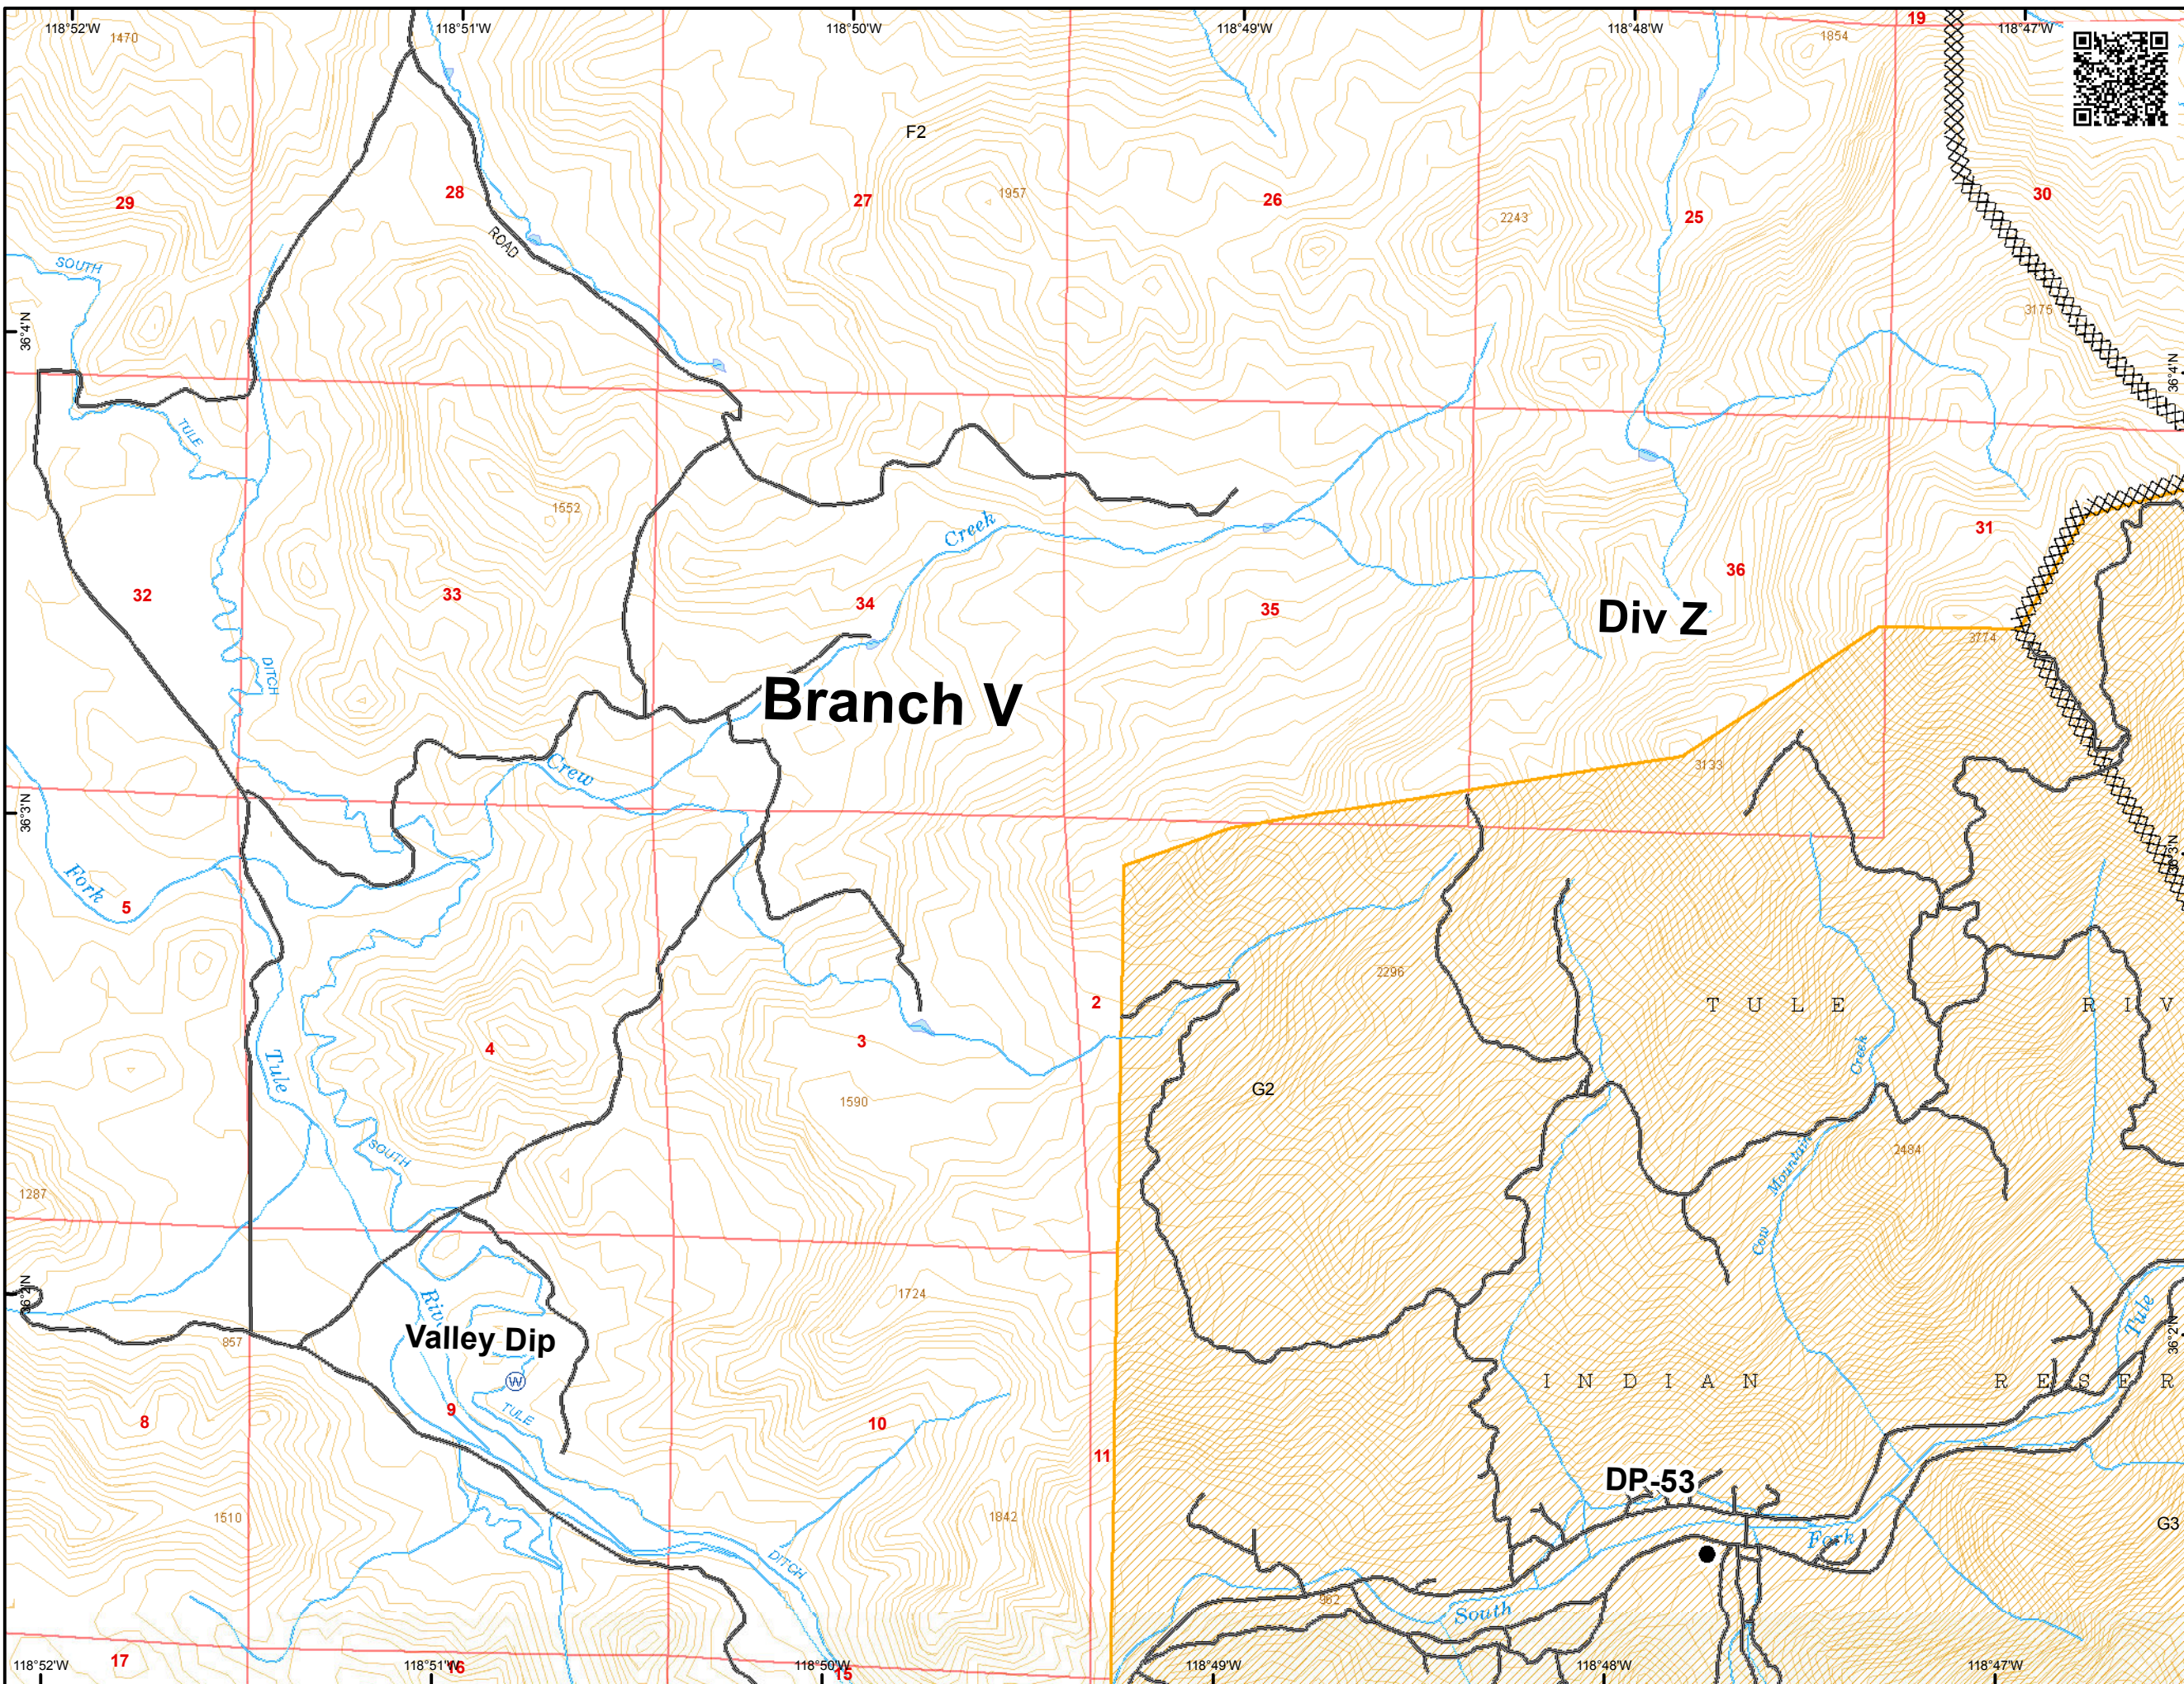 118°52'W 118°51'W 118°50'W 118°49'W 118°48'W 19 118°47'W
1470 1854
F2
29 28 27 1957 26 2243 25 30
ROAD
SOUTH
36°4'N 3175 36°4'N
TULE
1552 Creek 31
32 33 34 35 36
Div Z
3774
DITCH
Branch V
Crew 3133
36°3'N 36°3'N
Fork
5
2296
2 TULE RIV
4 3
Tule Creek
1590 G2
SOUTH Mountain 2484
1287
Cow
36°2'N 1724 Tule
Riv
857 Valley Dip 36°2'N
W INDIAN RESER
8 9 TULE 10
11
DP-53
1510 1842 G3
Fork
DITCH
962 South
17 16 15
118°52'W 118°51'W 118°50'W 118°49'W 118°48'W 118°47'W